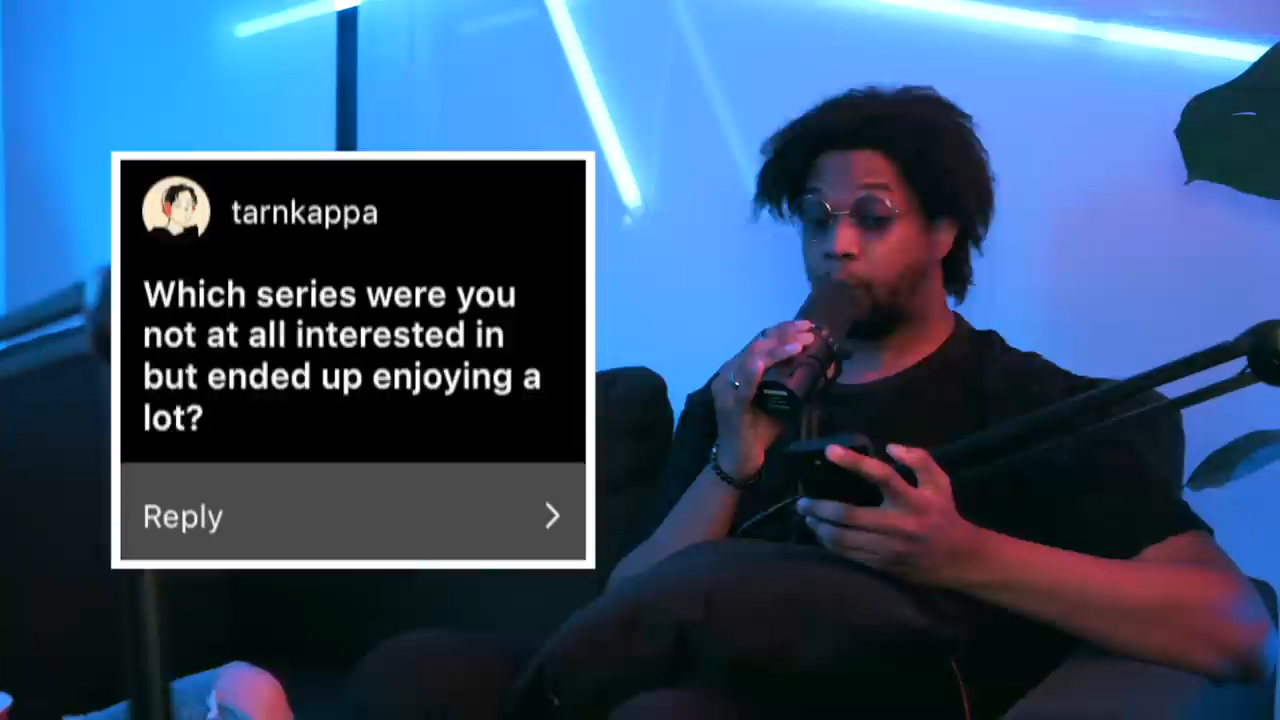 tarnkappa
Which series were you
not at all interested in
but ended up enjoying a
lot?
Reply